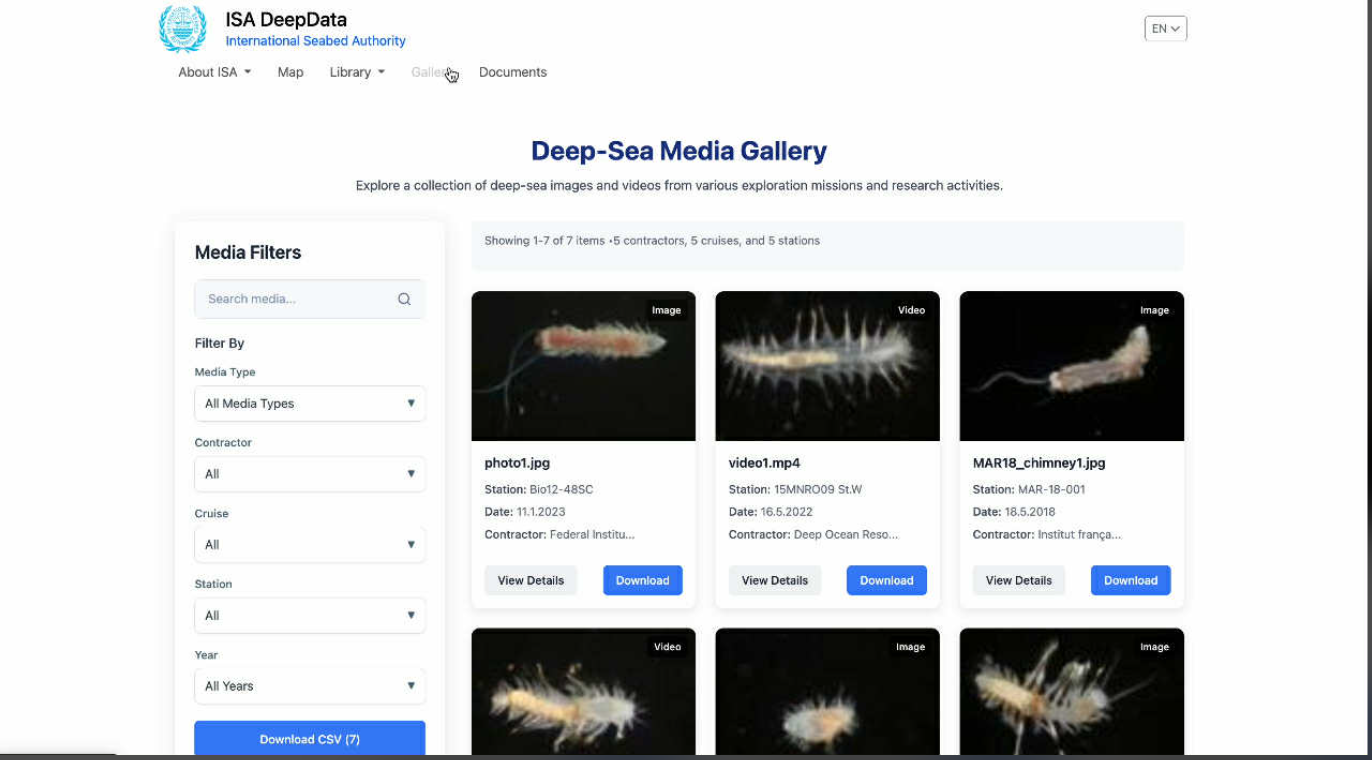 ISA DeepData
International Seabed Authority
EN
About ISA
Map
Library
Documents
Deep-Sea Media Gallery
Explore a collection of deep-sea images and videos from various exploration missions and research activities.
Media Filters
Search media...
Filter By
Media Type
All Media Types
Contractor
All
Cruise
All
Station
All
Year
All Years
Download CSV (7)
Showing 1-7 of 7 items •5 contractors, 5 cruises, and 5 stations
Image
photo1.jpg
Station: Bio12-48SC
Date: 11.1.2023
Contractor: Federal Institu...
View Details
Download
Video
video1.mp4
Station: 15MNRO09 St.W
Date: 16.5.2022
Contractor: Deep Ocean Reso...
View Details
Download
Image
MAR18_chimney1.jpg
Station: MAR-18-001
Date: 18.5.2018
Contractor: Institut frança...
View Details
Download
Video
Image
Image